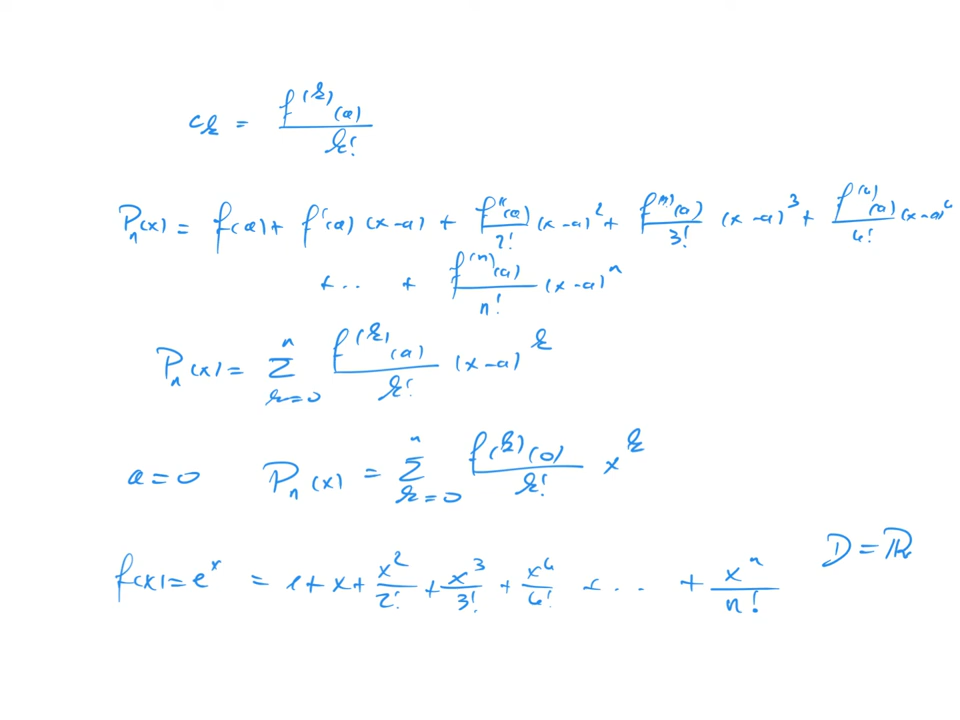 c_k = f^(k)(a) / k!
P_n(x) = f(a) + f'(a) (x-a) + f''(a)/2! (x-a)^2 + f'''(a)/3! (x-a)^3 + f^(4)(a)/4! (x-a)^4
+ .. + f^(n)(a)/n! (x-a)^n
P_n(x) = Σ_{k=0}^{n} f^(k)(a)/k! (x-a)^k
a = 0 P_n(x) = Σ_{k=0}^{n} f^(k)(0)/k! x^k
f(x) = e^x = 1 + x + x^2/2! + x^3/3! + x^4/4! + ... + x^n/n! D = ℝ